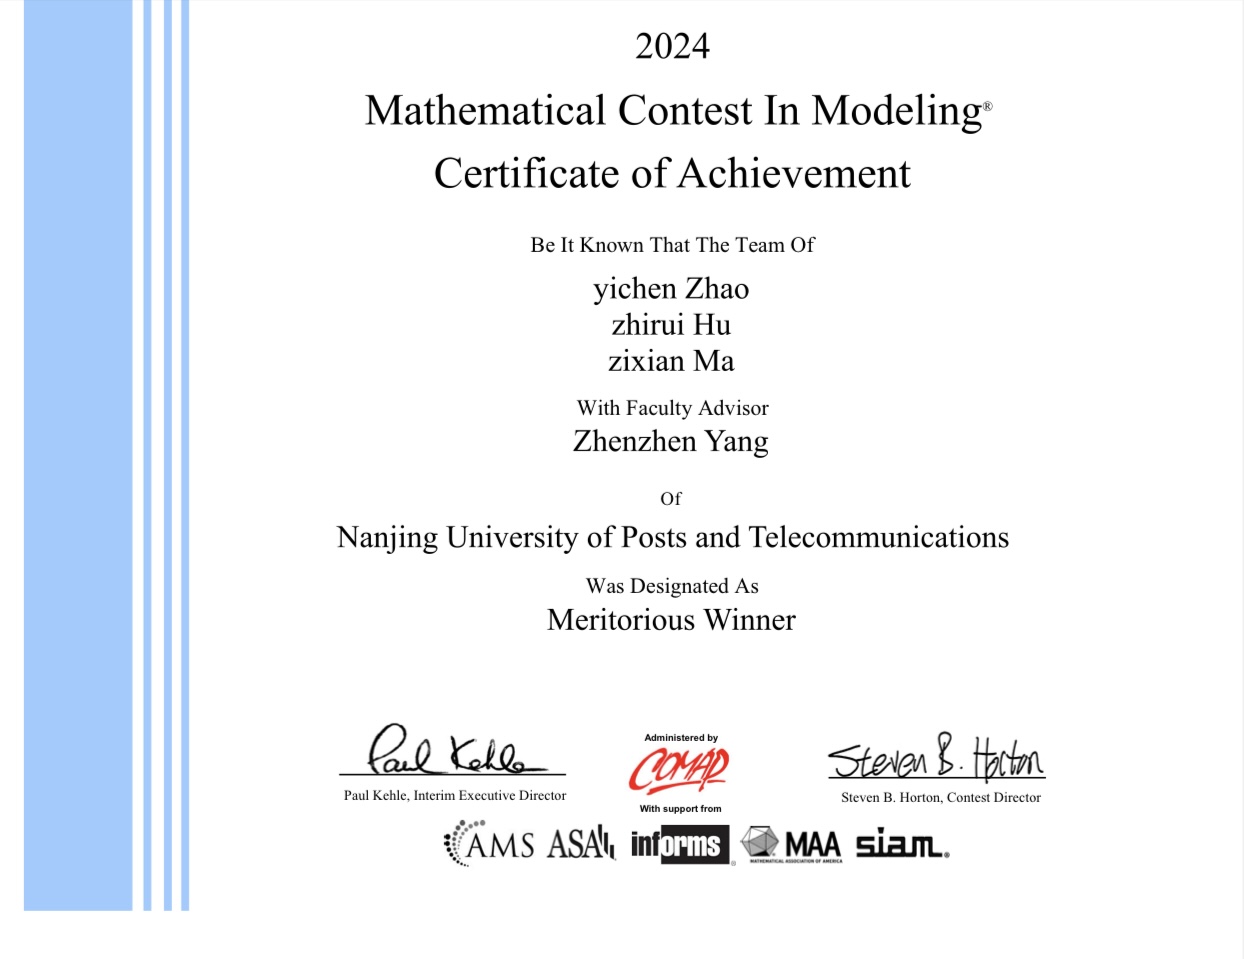 2024
Mathematical Contest In Modeling®
Certificate of Achievement
Be It Known That The Team Of
yichen Zhao
zhirui Hu
zixian Ma
With Faculty Advisor
Zhenzhen Yang
Of
Nanjing University of Posts and Telecommunications
Was Designated As
Meritorious Winner
Paul Kehle
Administered by
Steven B. Horton
COMAP
Paul Kehle, Interim Executive Director
Steven B. Horton, Contest Director
With support from
AMS ASA informs® MAA siam®
MATHEMATICAL ASSOCIATION OF AMERICA